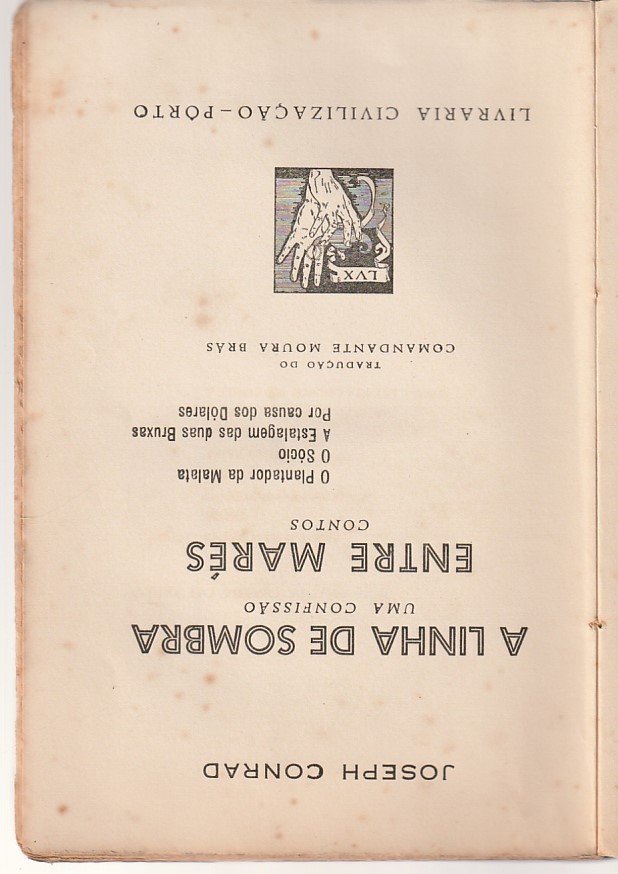 JOSEPH CONRAD
A LINHA DE SOMBRA
UMA CONFISSÃO
ENTRE MARÉS
CONTOS
O Plantador da Malata
O Sócio
A Estalagem das duas Bruxas
Por causa dos Dólares
TRADUÇÃO DO
COMANDANTE MOURA BRÁS
LVX
LIVRARIA CIVILIZAÇÃO–PÔRTO